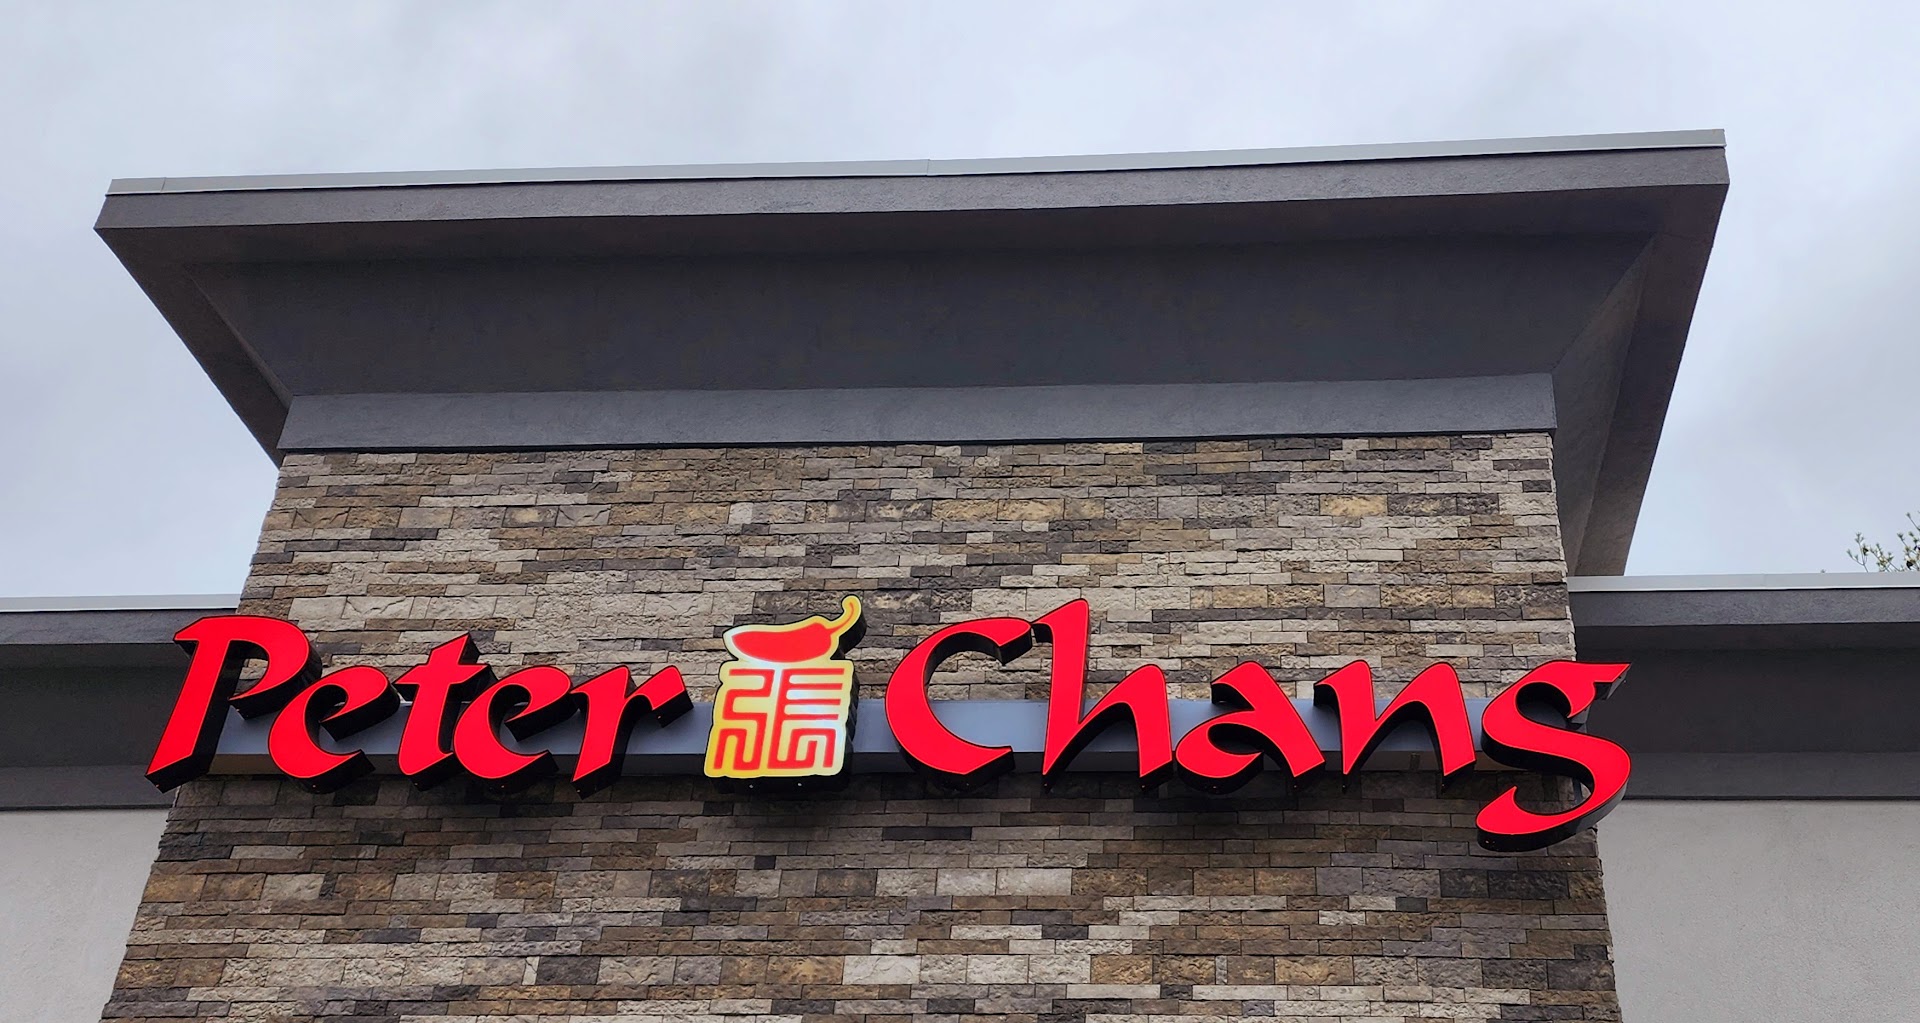 Peter 張 Chang